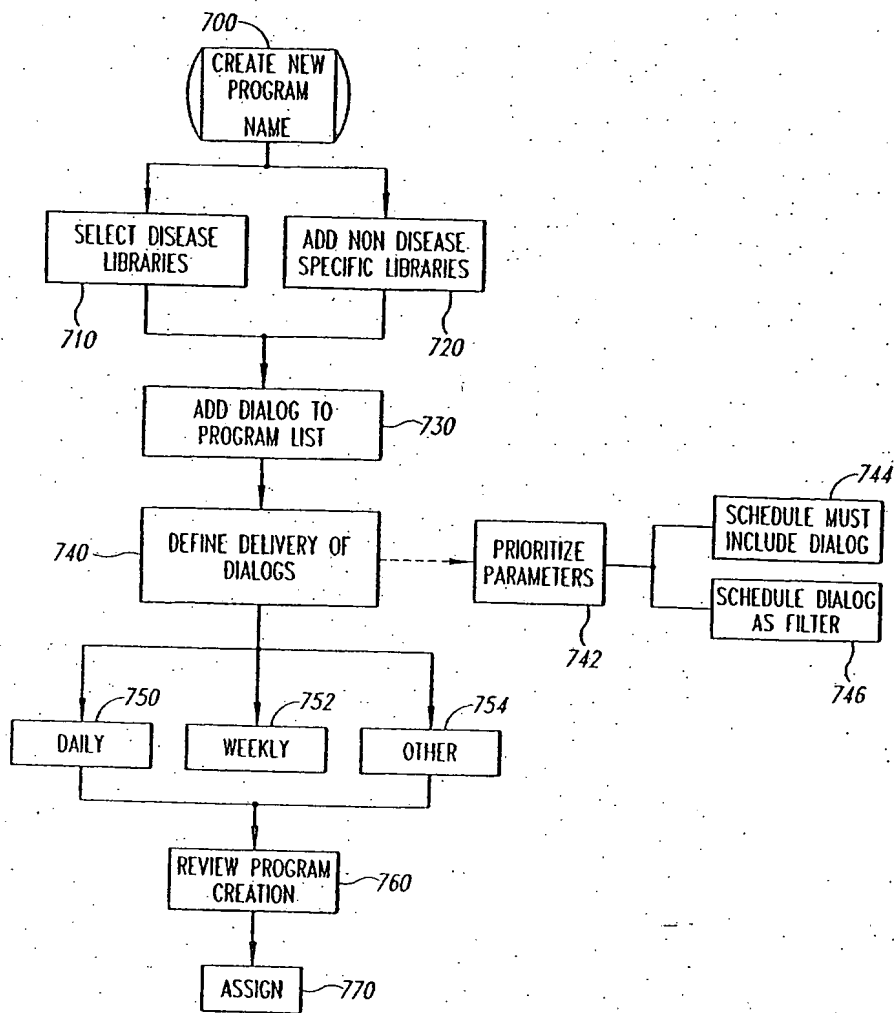 700
CREATE NEW
PROGRAM
NAME
SELECT DISEASE
LIBRARIES
710
ADD NON DISEASE
SPECIFIC LIBRARIES
720
ADD DIALOG TO
PROGRAM LIST
730
740
DEFINE DELIVERY OF
DIALOGS
PRIORITIZE
PARAMETERS
742
744
SCHEDULE MUST
INCLUDE DIALOG
SCHEDULE DIALOG
AS FILTER
746
750
DAILY
752
WEEKLY
754
OTHER
REVIEW PROGRAM
CREATION
760
ASSIGN
770